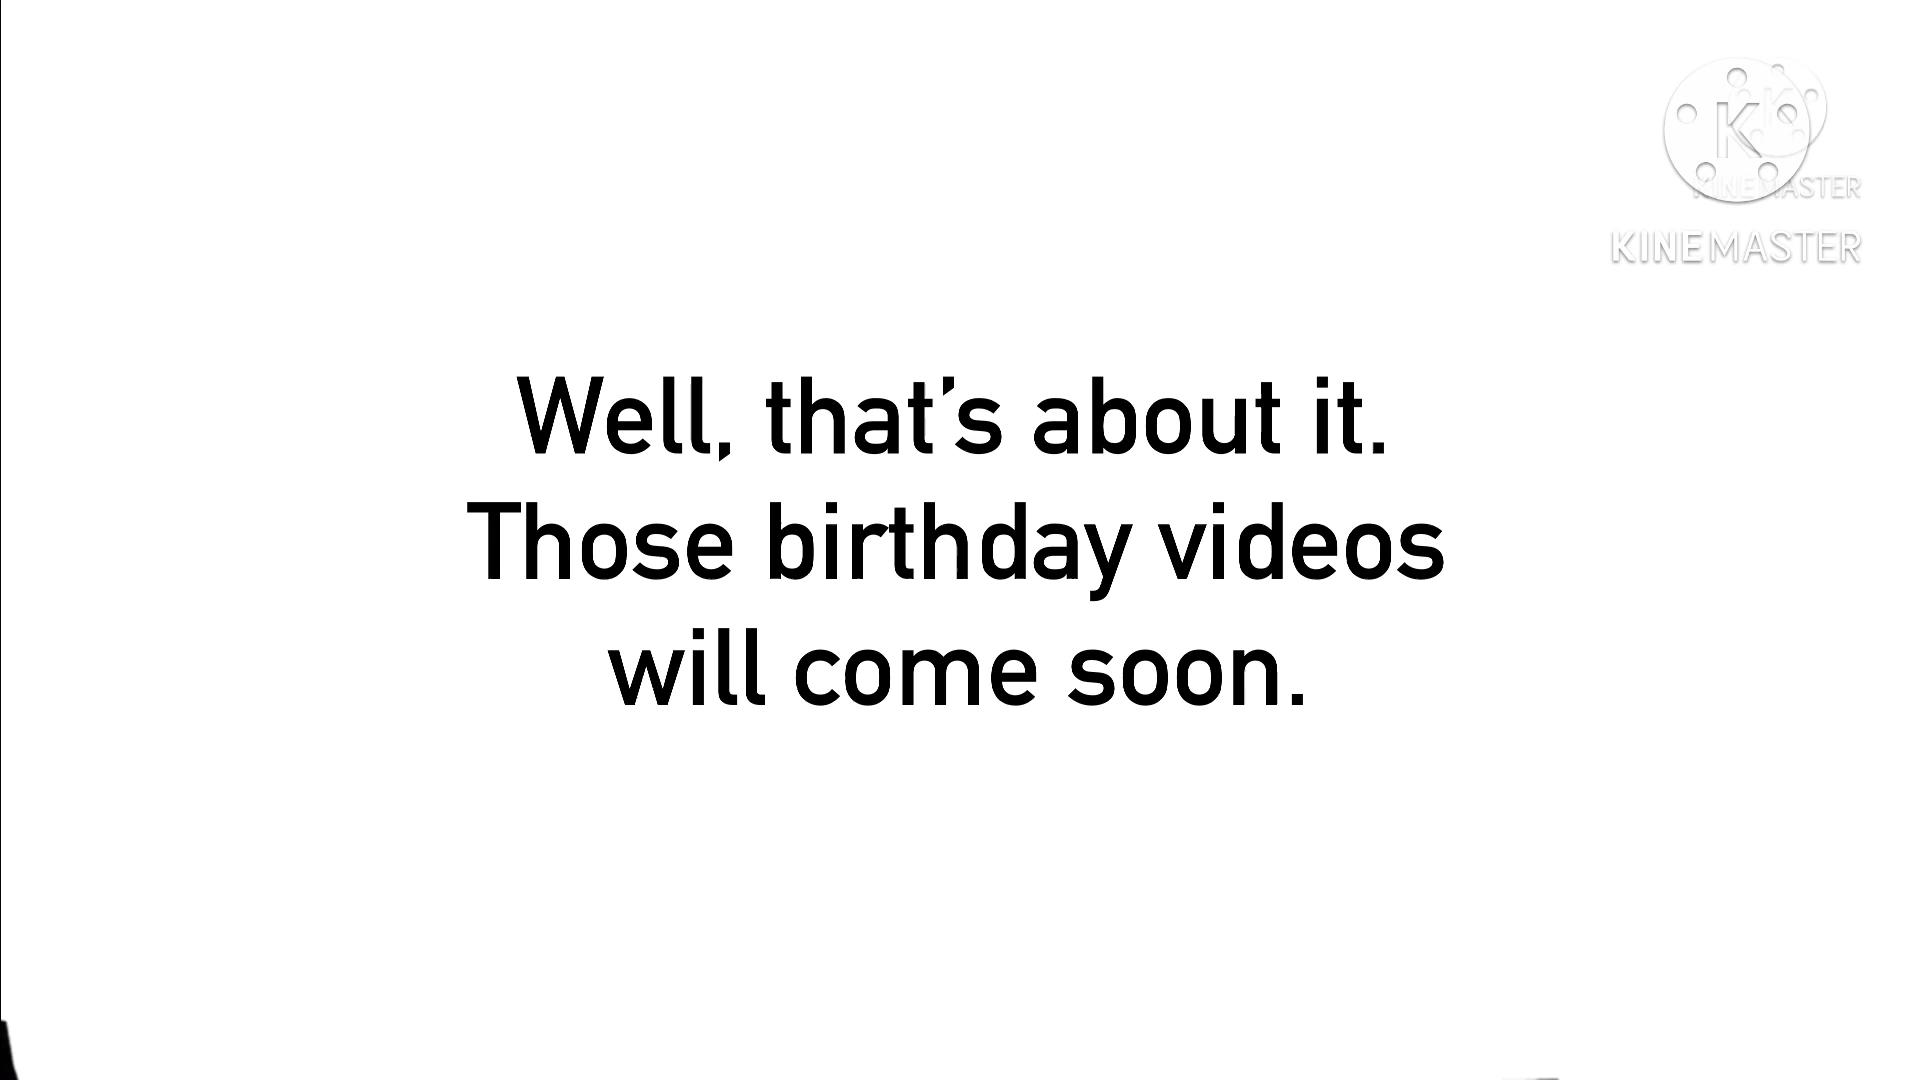 K
KINEMASTER
KINEMASTER
Well, that's about it.
Those birthday videos
will come soon.